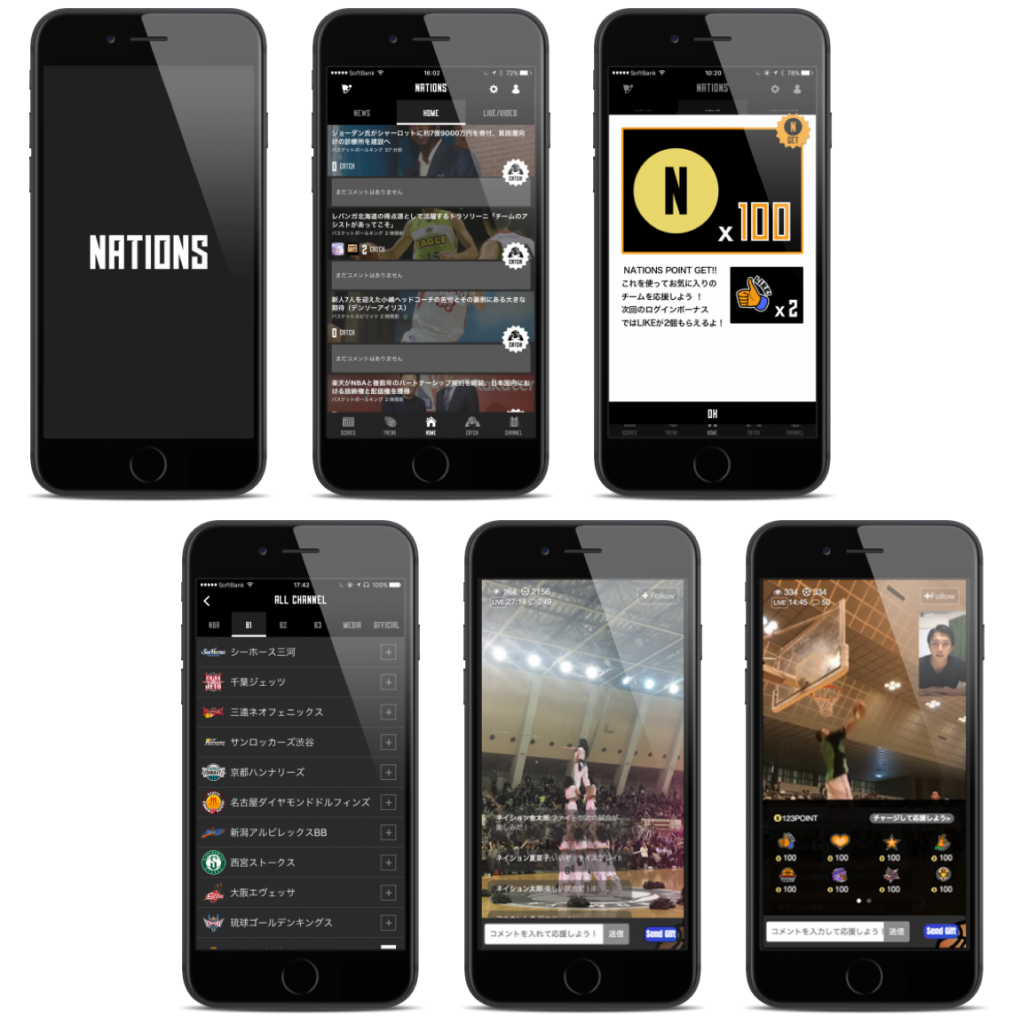 NATIONS
SoftBank 16:02 72%
NATIONS
NEWS HOME LIVE/VIDEO
ジョーダン氏がシャーロットに約7億9000万円を寄付、貧困層向
けの診療所を建設へ
バスケットボールキング 57 分前
0 CATCH
CATCH
まだコメントはありません
レバンガ北海道の得点源として活躍するトラソリーニ「チームのア
シストがあってこそ」
バスケットボールキング 2 時間前
2 CATCH
CATCH
まだコメントはありません
新人7人を迎えた小嶋ヘッドコーチの苦労とその裏側にある大きな
期待（デンソーアイリス）
バスケットスピリッツ 2 時間前
0 CATCH
CATCH
まだコメントはありません
楽天がNBAと複数年のパートナーシップ契約を締結、日本国内にお
ける放映権と配信権を獲得
バスケットボールキング 2 時間前
SCORES TREND HOME CATCH CHANNEL
SoftBank 10:20 78%
NATIONS
N
GET
N
x100
NATIONS POINT GET!!
これを使ってお気に入りの
チームを応援しよう ！
次回のログインボーナス
ではLIKEが2個もらえるよ！
LIKE
x2
OK
SCORES TREND HOME CATCH CHANNEL
SoftBank 17:42 100%
ALL CHANNEL
NBA B1 B2 B3 MEDIA OFFICIAL
シーホース三河
千葉ジェッツ
三遠ネオフェニックス
サンロッカーズ渋谷
京都ハンナリーズ
名古屋ダイヤモンドドルフィンズ
新潟アルビレックスBB
西宮ストークス
大阪エヴェッサ
琉球ゴールデンキングス
2156
+Follow
LIVE 27:14 249
ネイション金太郎
ネイション夏菜子
ネイション太郎 楽しい試合だ！
コメントを入れて応援しよう！ 送信 Send Gift
334 334
+Follow
LIVE 14:45 50
123POINT チャージして応援しよう>
100 100 100 100
100 100 100 100
コメントを入力して応援しよう！ 送信 Send Gift